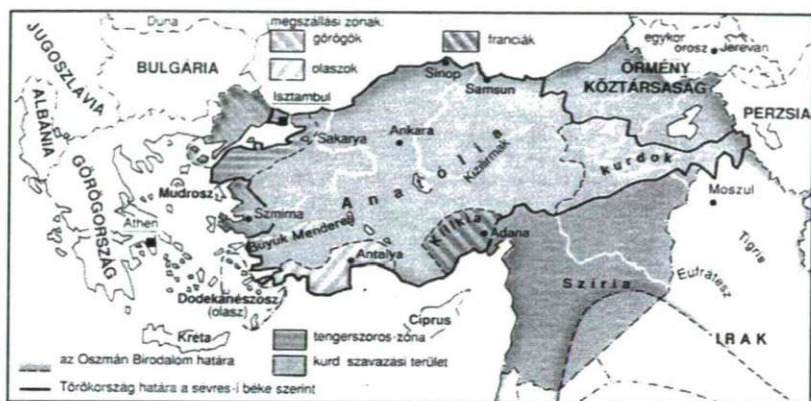 megszállási zónák:
görögök
franciák
olaszok
Duna
JUGOSZLÁVIA
BULGÁRIA
ALBÁNIA
Isztambul
Sinop
Samsun
egykor
orosz
Jereván
ÖRMÉNY
KÖZTÁRSASÁG
PERZSIA
Sakarya
Ankara
Anatólia
Kizilirmak
kurdok
GÖRÖGORSZÁG
Mudrosz
Athén
Szmirna
Büyük Menderes
Kilikia
Adana
Antalya
Moszul
Tigris
Dodekanészosz
(olasz)
Ciprus
Szíria
Eufrátesz
Kréta
IRAK
tengerszoros-zóna
kurd szavazási terület
az Oszmán Birodalom határa
Törökország határa a sèvres-i béke szerint